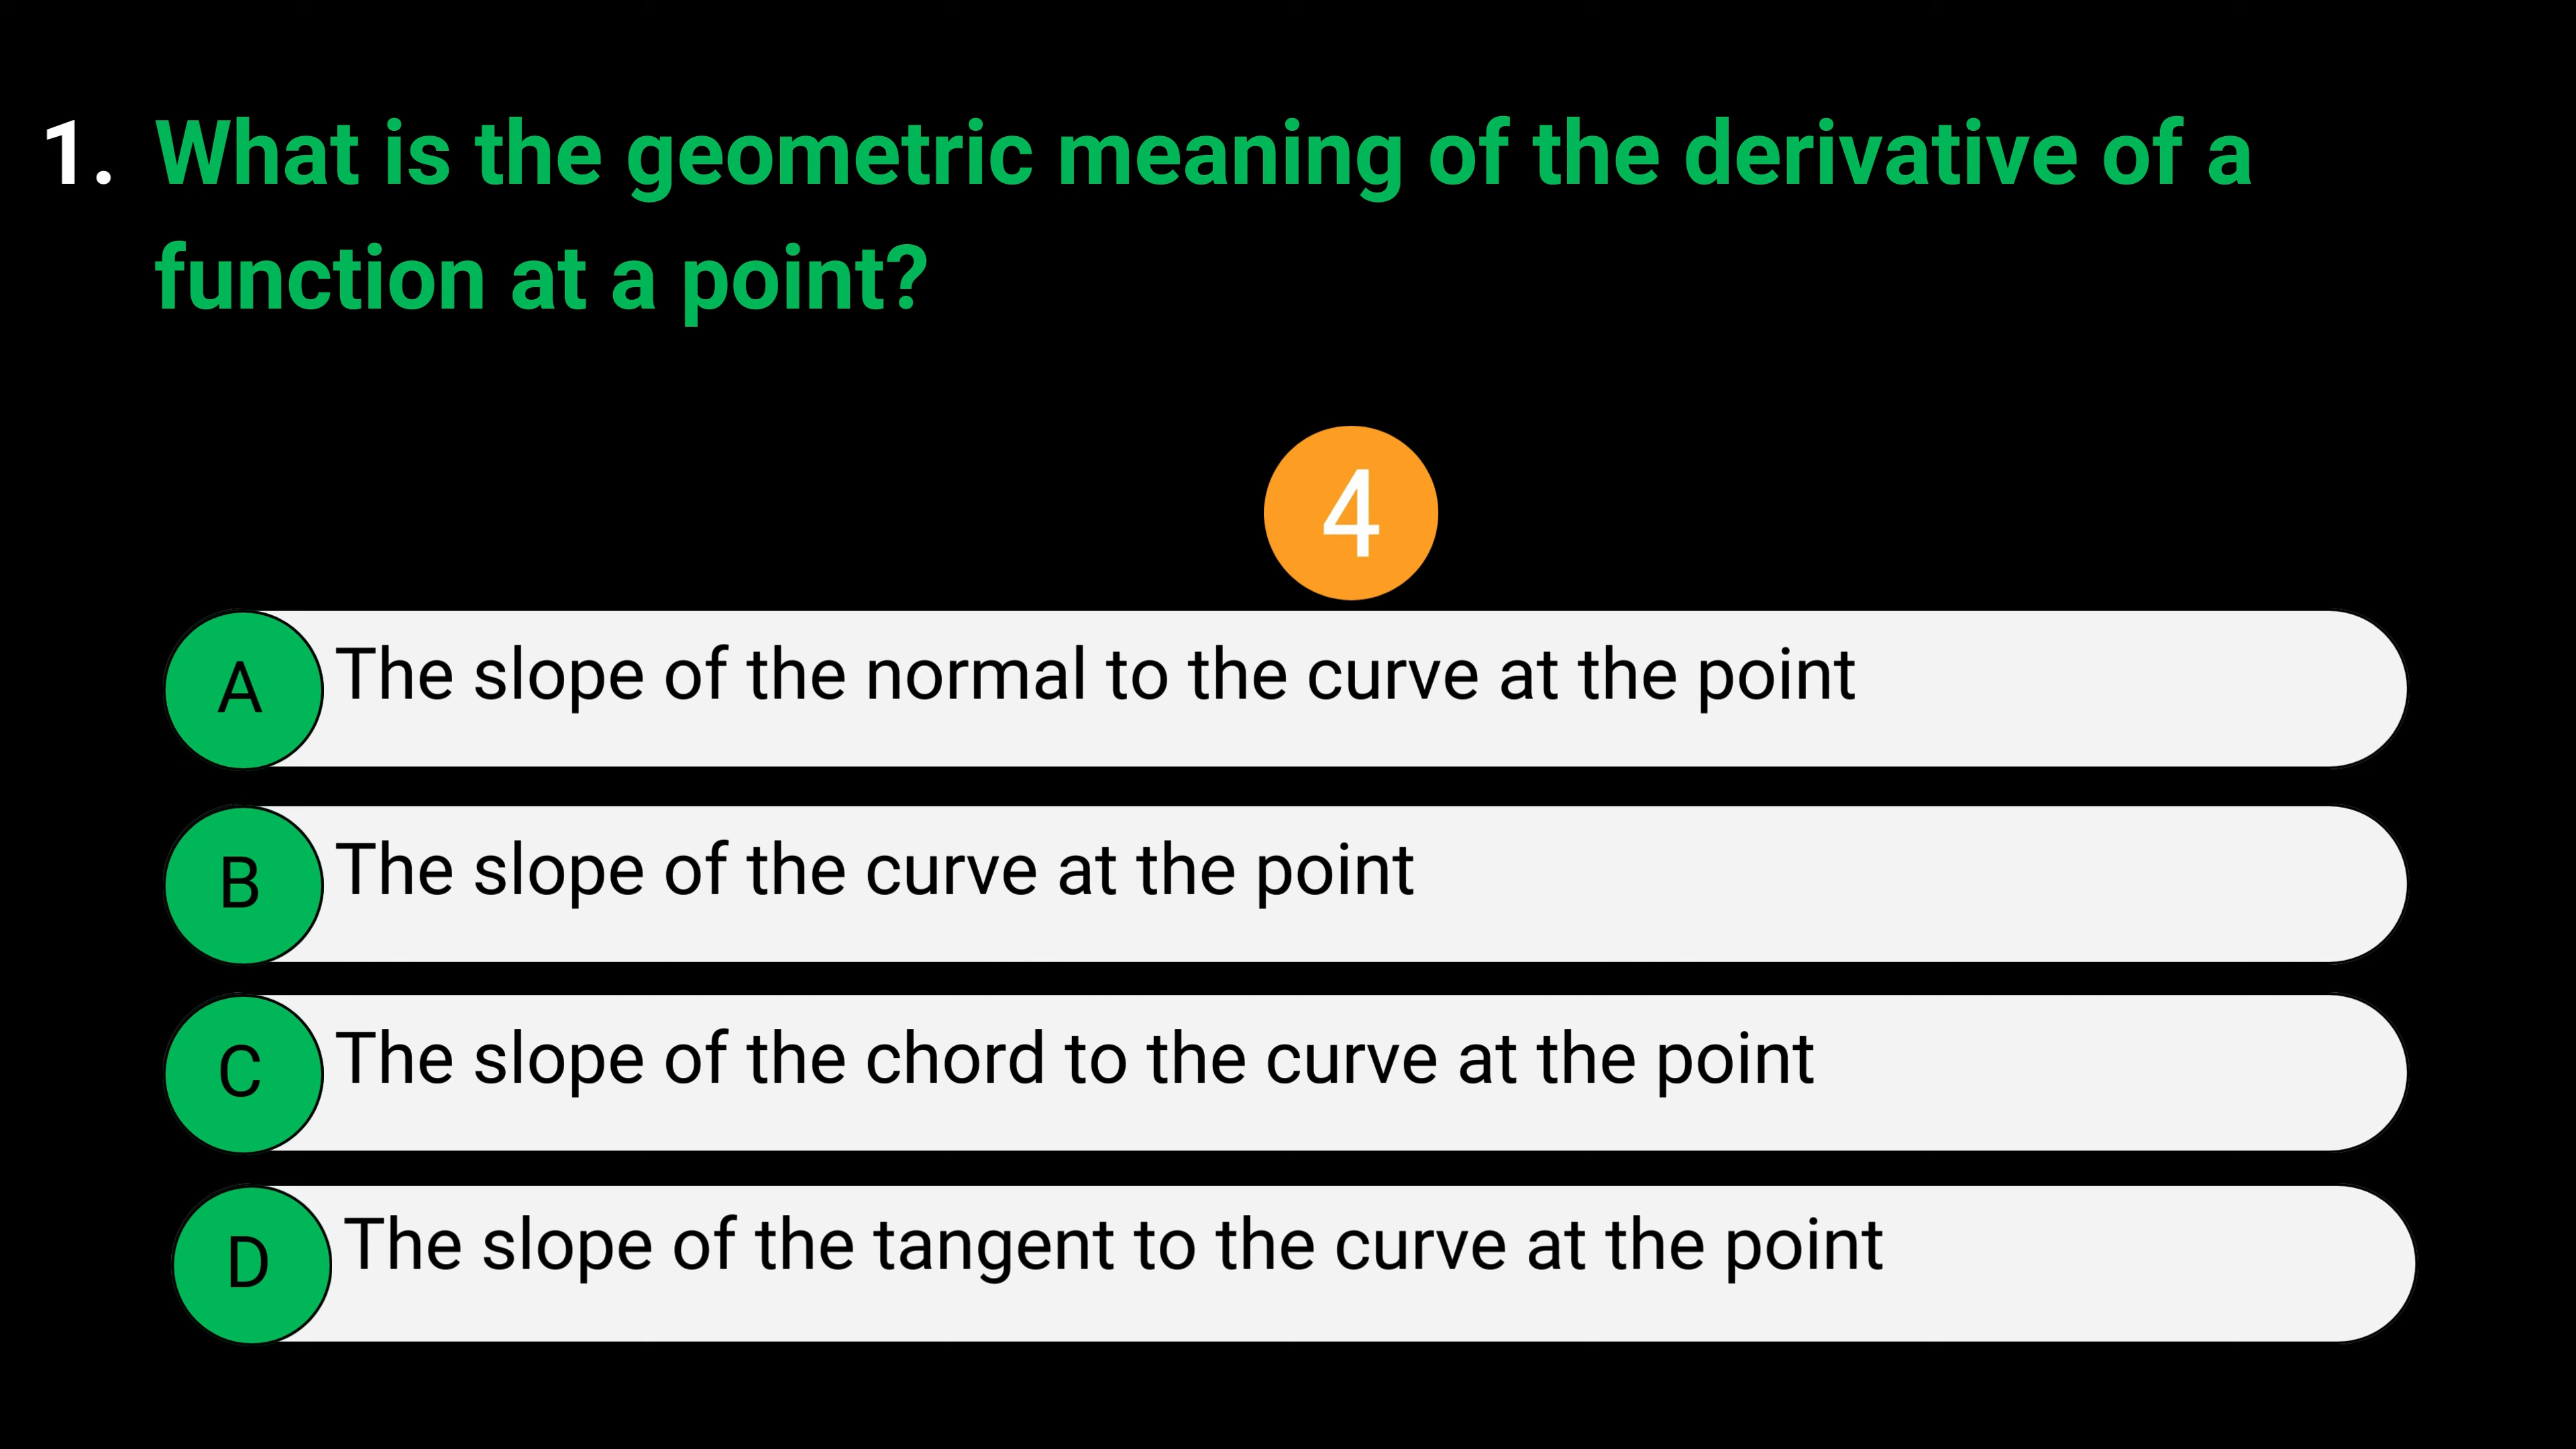 1. What is the geometric meaning of the derivative of a
function at a point?
4
A The slope of the normal to the curve at the point
B The slope of the curve at the point
C The slope of the chord to the curve at the point
D The slope of the tangent to the curve at the point